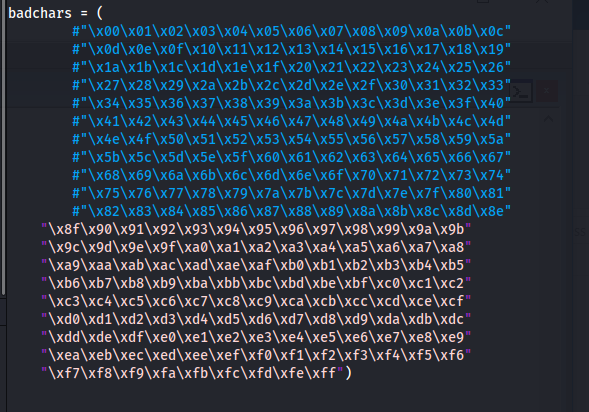 badchars = (
#"\x00\x01\x02\x03\x04\x05\x06\x07\x08\x09\x0a\x0b\x0c"
#"\x0d\x0e\x0f\x10\x11\x12\x13\x14\x15\x16\x17\x18\x19"
#"\x1a\x1b\x1c\x1d\x1e\x1f\x20\x21\x22\x23\x24\x25\x26"
#"\x27\x28\x29\x2a\x2b\x2c\x2d\x2e\x2f\x30\x31\x32\x33"
#"\x34\x35\x36\x37\x38\x39\x3a\x3b\x3c\x3d\x3e\x3f\x40"
#"\x41\x42\x43\x44\x45\x46\x47\x48\x49\x4a\x4b\x4c\x4d"
#"\x4e\x4f\x50\x51\x52\x53\x54\x55\x56\x57\x58\x59\x5a"
#"\x5b\x5c\x5d\x5e\x5f\x60\x61\x62\x63\x64\x65\x66\x67"
#"\x68\x69\x6a\x6b\x6c\x6d\x6e\x6f\x70\x71\x72\x73\x74"
#"\x75\x76\x77\x78\x79\x7a\x7b\x7c\x7d\x7e\x7f\x80\x81"
#"\x82\x83\x84\x85\x86\x87\x88\x89\x8a\x8b\x8c\x8d\x8e"
"\x8f\x90\x91\x92\x93\x94\x95\x96\x97\x98\x99\x9a\x9b"
"\x9c\x9d\x9e\x9f\xa0\xa1\xa2\xa3\xa4\xa5\xa6\xa7\xa8"
"\xa9\xaa\xab\xac\xad\xae\xaf\xb0\xb1\xb2\xb3\xb4\xb5"
"\xb6\xb7\xb8\xb9\xba\xbb\xbc\xbd\xbe\xbf\xc0\xc1\xc2"
"\xc3\xc4\xc5\xc6\xc7\xc8\xc9\xca\xcb\xcc\xcd\xce\xcf"
"\xd0\xd1\xd2\xd3\xd4\xd5\xd6\xd7\xd8\xd9\xda\xdb\xdc"
"\xdd\xde\xdf\xe0\xe1\xe2\xe3\xe4\xe5\xe6\xe7\xe8\xe9"
"\xea\xeb\xec\xed\xee\xef\xf0\xf1\xf2\xf3\xf4\xf5\xf6"
"\xf7\xf8\xf9\xfa\xfb\xfc\xfd\xfe\xff")